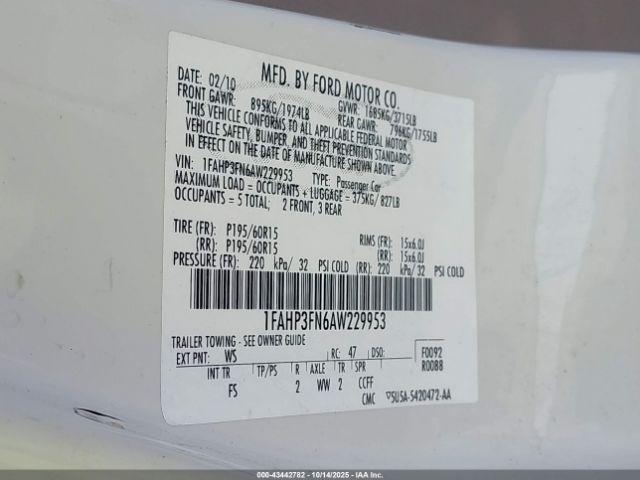 MFD. BY FORD MOTOR CO.
DATE: 02/10 GVWR: 1685KG/3715LB
FRONT GAWR: 895KG/1974LB REAR GAWR: 796KG/1755LB
THIS VEHICLE CONFORMS TO ALL APPLICABLE FEDERAL MOTOR
VEHICLE SAFETY, BUMPER, AND THEFT PREVENTION STANDARDS
IN EFFECT ON THE DATE OF MANUFACTURE SHOWN ABOVE.
VIN: 1FAHP3FN6AW229953 TYPE: Passenger Car
MAXIMUM LOAD = OCCUPANTS + LUGGAGE = 375KG/827LB
OCCUPANTS = 5 TOTAL; 2 FRONT, 3 REAR
TIRE (FR): P195/60R15 RIMS (FR): 15x6.0J
(RR): P195/60R15 (RR): 15x6.0J
PRESSURE (FR): 220 kPa/ 32 PSI COLD (RR): 220 kPa/ 32 PSI COLD
1FAHP3FN6AW229953
TRAILER TOWING - SEE OWNER GUIDE
EXT PNT: WS RC: 47 DSO: F0092
R0088
INT TR TP/PS R AXLE TR SPR
FS 2 WW 2 CCFF
CMC 5U5A-5420472-AA
000-43442782 - 10/14/2025 - IAA Inc.